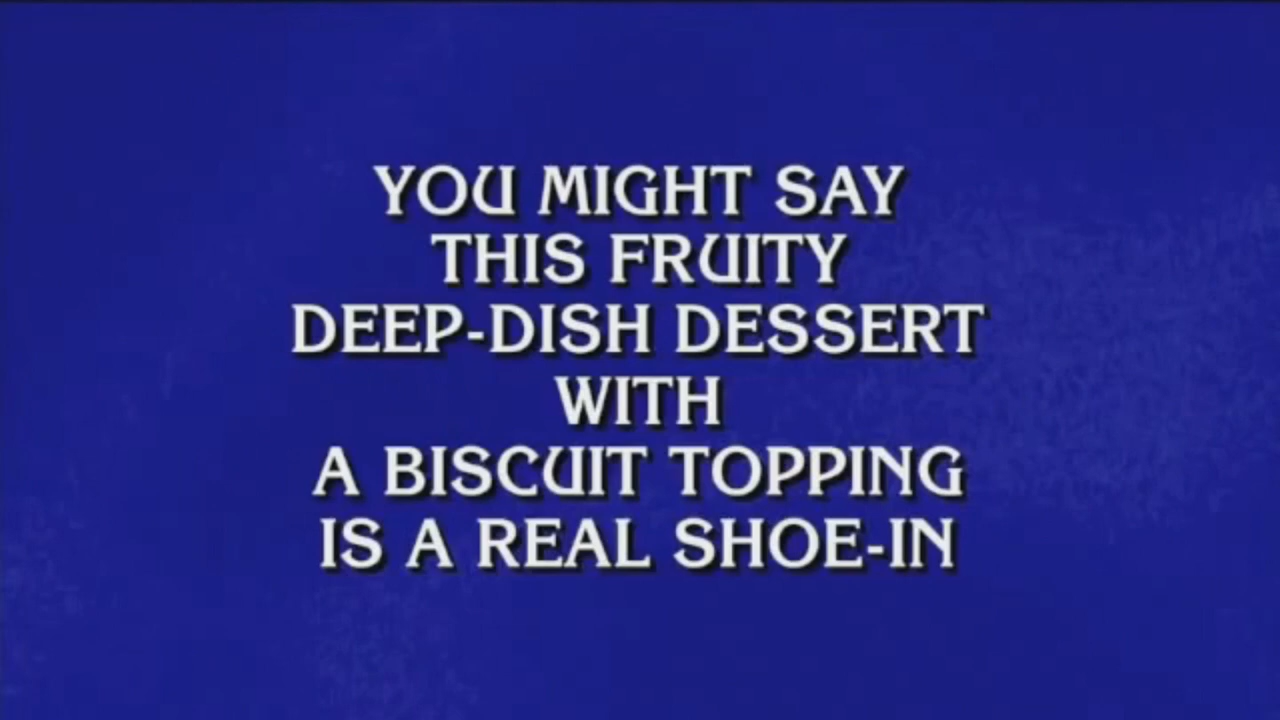 YOU MIGHT SAY
THIS FRUITY
DEEP-DISH DESSERT
WITH
A BISCUIT TOPPING
IS A REAL SHOE-IN